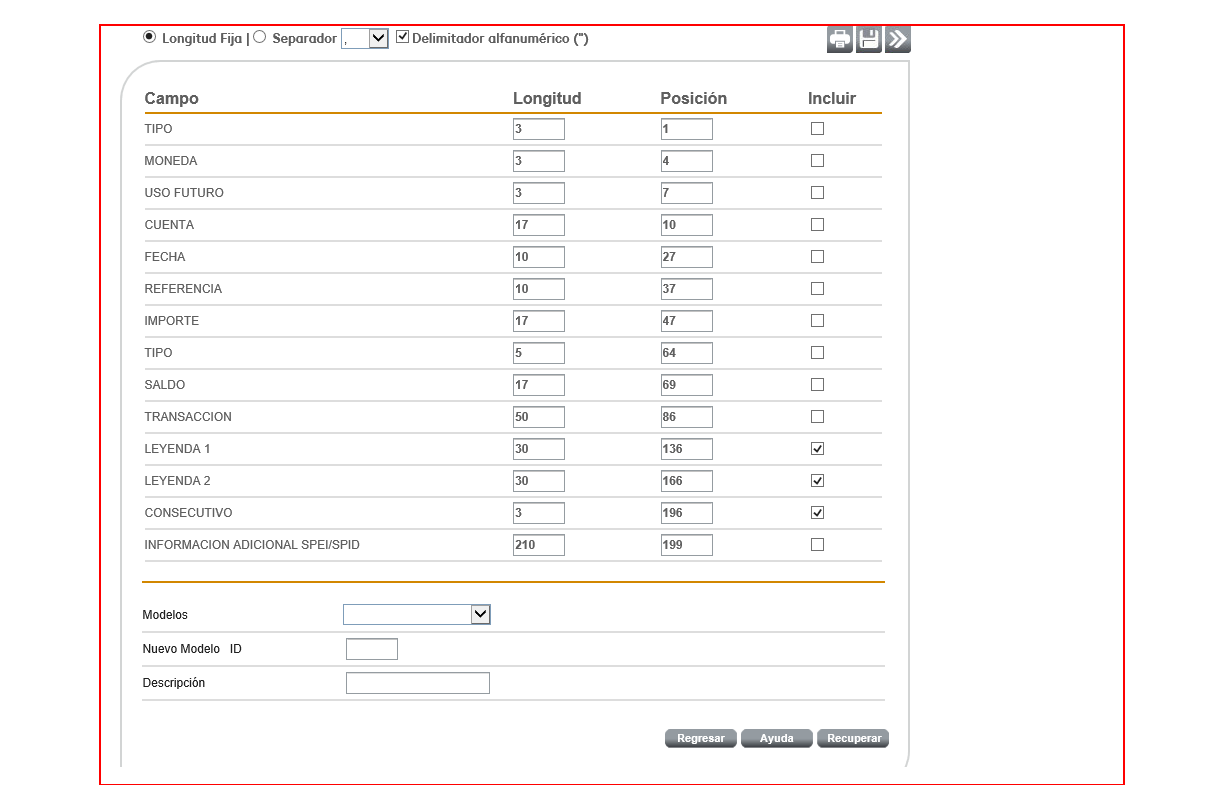 Longitud Fija | Separador , Delimitador alfanumérico (")
Campo Longitud Posición Incluir
TIPO 3 1
MONEDA 3 4
USO FUTURO 3 7
CUENTA 17 10
FECHA 10 27
REFERENCIA 10 37
IMPORTE 17 47
TIPO 5 64
SALDO 17 69
TRANSACCION 50 86
LEYENDA 1 30 136
LEYENDA 2 30 166
CONSECUTIVO 3 196
INFORMACION ADICIONAL SPEI/SPID 210 199
Modelos
Nuevo Modelo ID
Descripción
Regresar Ayuda Recuperar